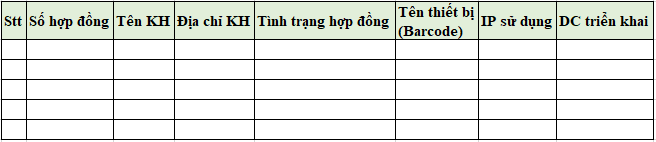 Stt Số hợp đồng Tên KH Địa chỉ KH Tình trạng hợp đồng Tên thiết bị (Barcode) IP sử dụng DC triển khai